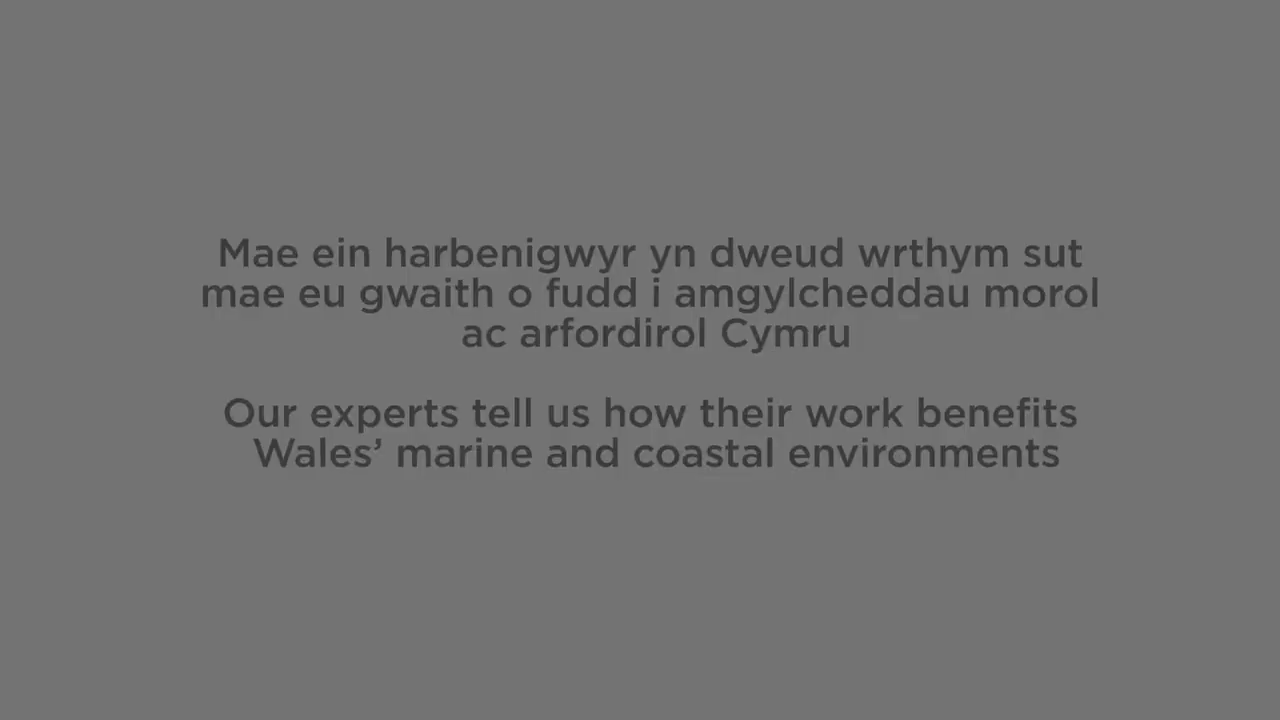 Mae ein harbenigwyr yn dweud wrthym sut
mae eu gwaith o fudd i amgylcheddau morol
ac arfordirol Cymru
Our experts tell us how their work benefits
Wales’ marine and coastal environments